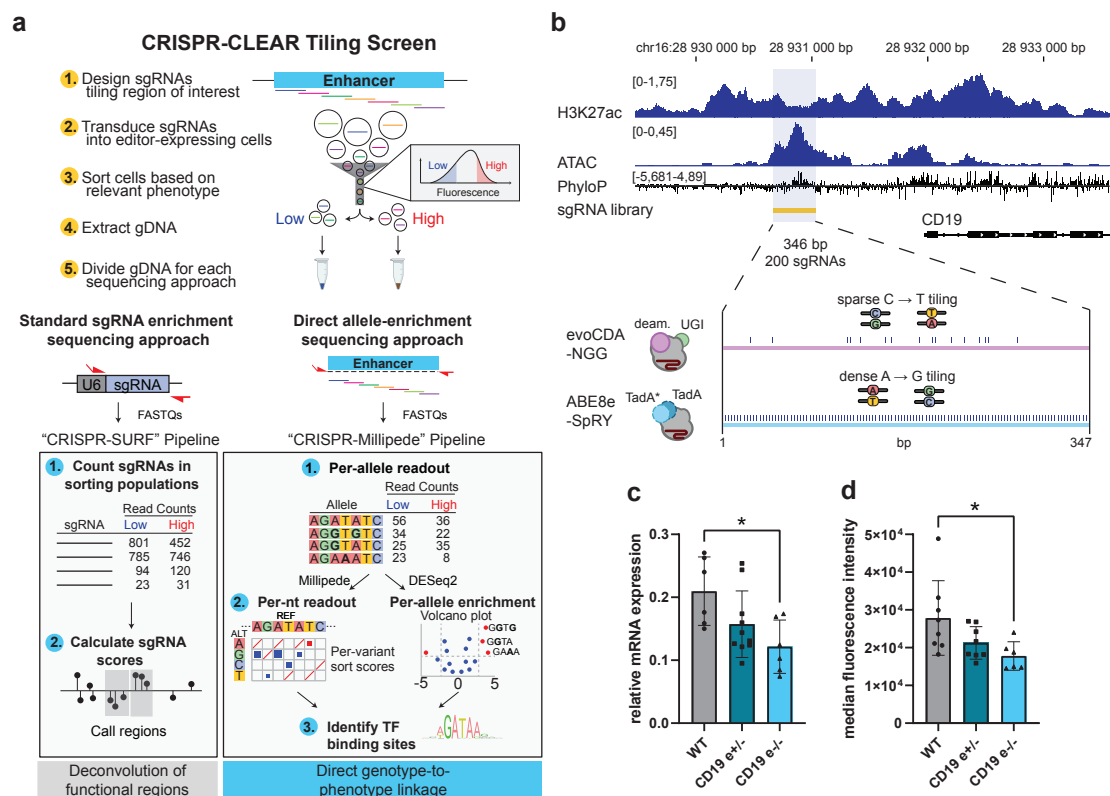 a
CRISPR-CLEAR Tiling Screen
1. Design sgRNAs
tiling region of interest
Enhancer
2. Transduce sgRNAs
into editor-expressing cells
3. Sort cells based on
relevant phenotype
Low
High
Fluorescence
Low
High
4. Extract gDNA
5. Divide gDNA for each
sequencing approach
Standard sgRNA enrichment
sequencing approach
U6 sgRNA
FASTQs
"CRISPR-SURF" Pipeline
1. Count sgRNAs in
sorting populations
Read Counts
sgRNA Low High
801 452
785 746
94 120
23 31
2. Calculate sgRNA
scores
Call regions
Deconvolution of
functional regions
Direct allele-enrichment
sequencing approach
Enhancer
FASTQs
"CRISPR-Millipede" Pipeline
1. Per-allele readout
Read Counts
Allele Low High
AGATATC 56 36
AGGTGTC 34 22
AGGTATC 25 35
AGAAATC 23 8
Millipede
DESeq2
2. Per-nt readout
REF
AGATATC
ALT
A
G
C
T
Per-variant
sort scores
Per-allele enrichment
Volcano plot
GGTG
GGTA
GAAA
-5 5
3. Identify TF
binding sites
AGATAA
Direct genotype-to-
phenotype linkage
b
chr16:28 930 000 bp 28 931 000 bp 28 932 000 bp 28 933 000 bp
[0-1,75]
H3K27ac
[0-0,45]
ATAC
[-5,681-4,89]
PhyloP
sgRNA library
CD19
346 bp
200 sgRNAs
evoCDA
-NGG
deam. UGI
sparse C → T tiling
C T
G A
ABE8e
-SpRY
TadA* TadA
dense A → G tiling
A G
T C
1 bp 347
c
relative mRNA expression
0.3
0.2
0.1
0.0
*
WT
CD19 e+/-
CD19 e-/-
d
median fluorescence intensity
5×10⁴
4×10⁴
3×10⁴
2×10⁴
1×10⁴
0
*
WT
CD19 e+/-
CD19 e-/-